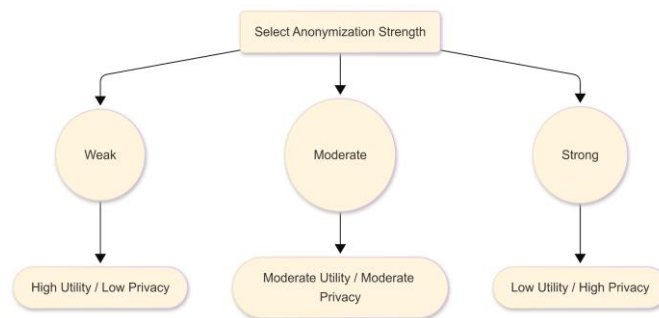 Select Anonymization Strength
Weak
Moderate
Strong
High Utility / Low Privacy
Moderate Utility / Moderate
Privacy
Low Utility / High Privacy